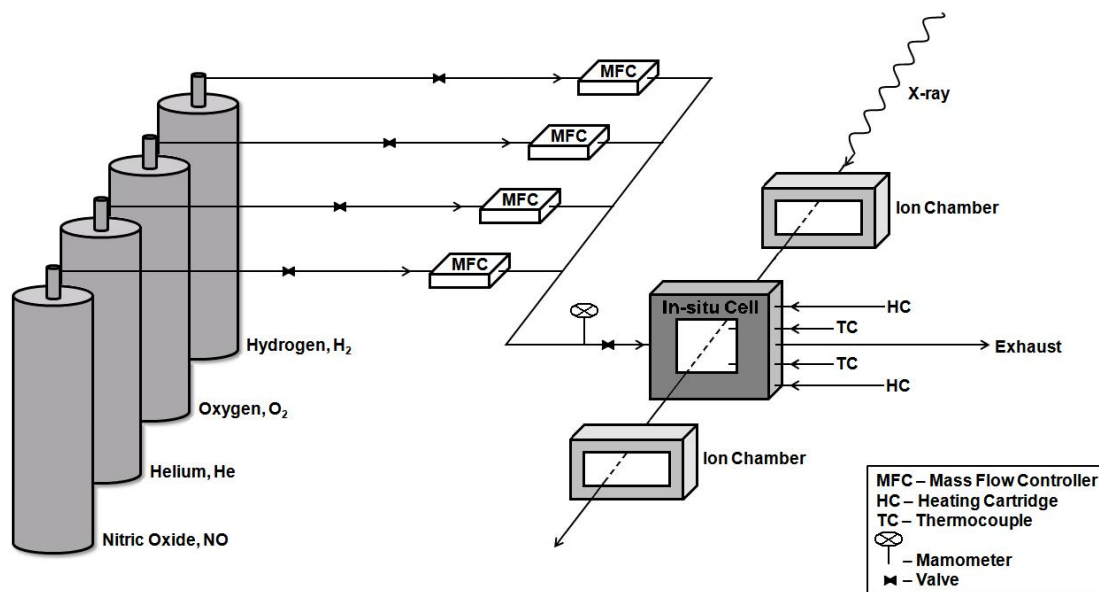 MFC
X-ray
MFC
MFC
Ion Chamber
MFC
In-situ Cell
HC
TC
Hydrogen, H₂
Exhaust
TC
HC
Oxygen, O₂
Ion Chamber
Helium, He
MFC – Mass Flow Controller
HC – Heating Cartridge
TC – Thermocouple
Nitric Oxide, NO
– Mamometer
– Valve